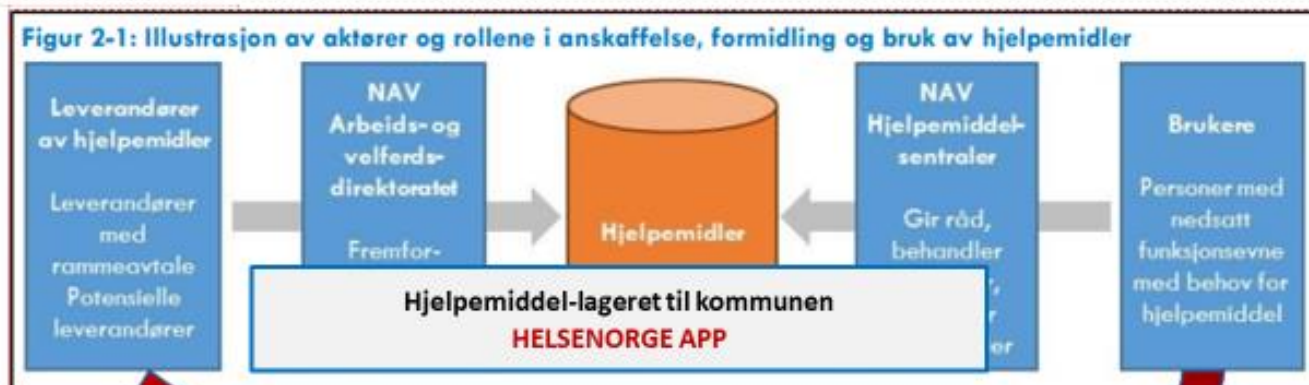 Figur 2-1: Illustrasjon av aktører og rollene i anskaffelse, formidling og bruk av hjelpemidler
Leverandører
av hjelpemidler
Leverandører
med
rammeavtale
Potensielle
leverandører
NAV
Arbeids- og
velferds-
direktoratet
Fremfor-
Hjelpemidler
NAV
Hjelpemiddel-
sentraler
Gir råd,
behandler
Brukere
Personer med
nedsatt
funksjonsevne
med behov for
hjelpemiddel
Hjelpemiddel-lageret til kommunen
HELSENORGE APP